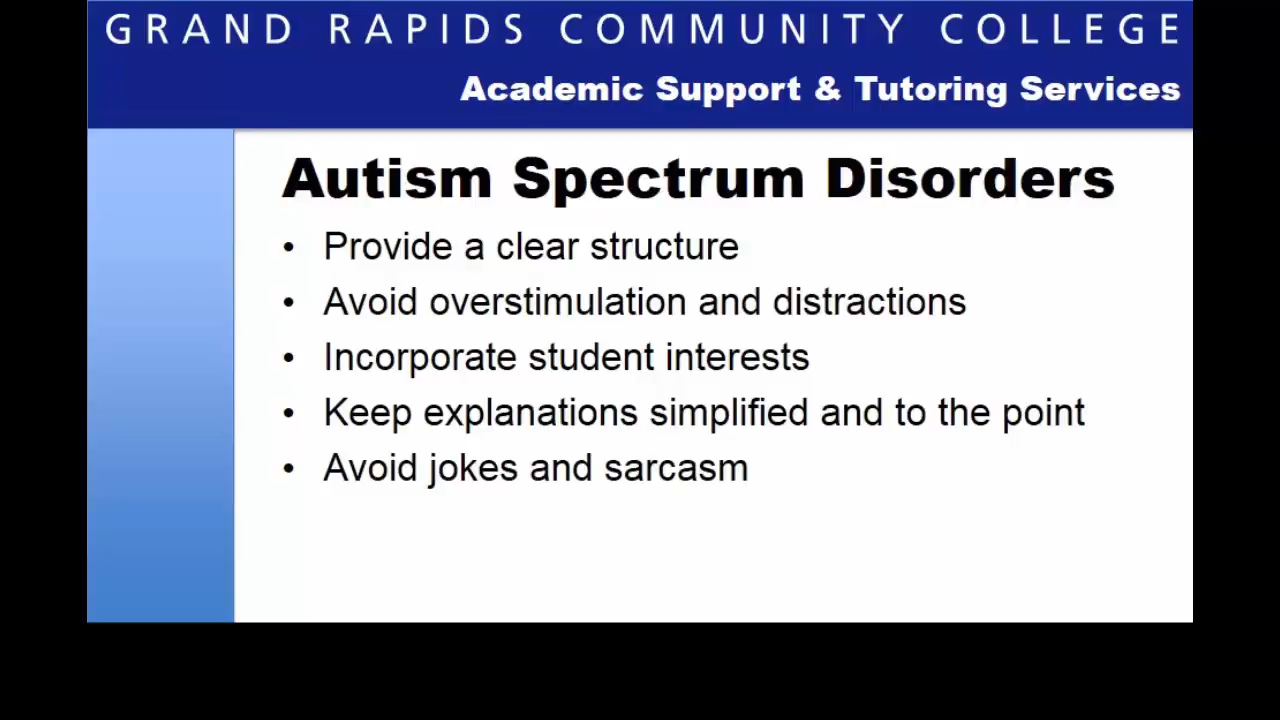 GRAND RAPIDS COMMUNITY COLLEGE
Academic Support & Tutoring Services
Autism Spectrum Disorders
• Provide a clear structure
• Avoid overstimulation and distractions
• Incorporate student interests
• Keep explanations simplified and to the point
• Avoid jokes and sarcasm